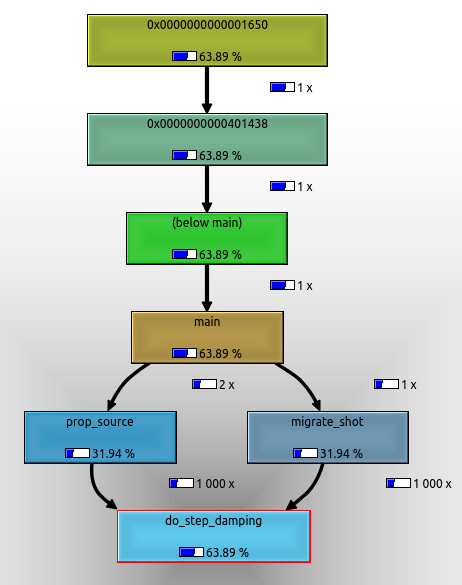 0x0000000000001650
63.89 %
1 x
0x0000000000401438
63.89 %
1 x
(below main)
63.89 %
1 x
main
63.89 %
2 x
1 x
prop_source
migrate_shot
31.94 %
31.94 %
1 000 x
1 000 x
do_step_damping
63.89 %